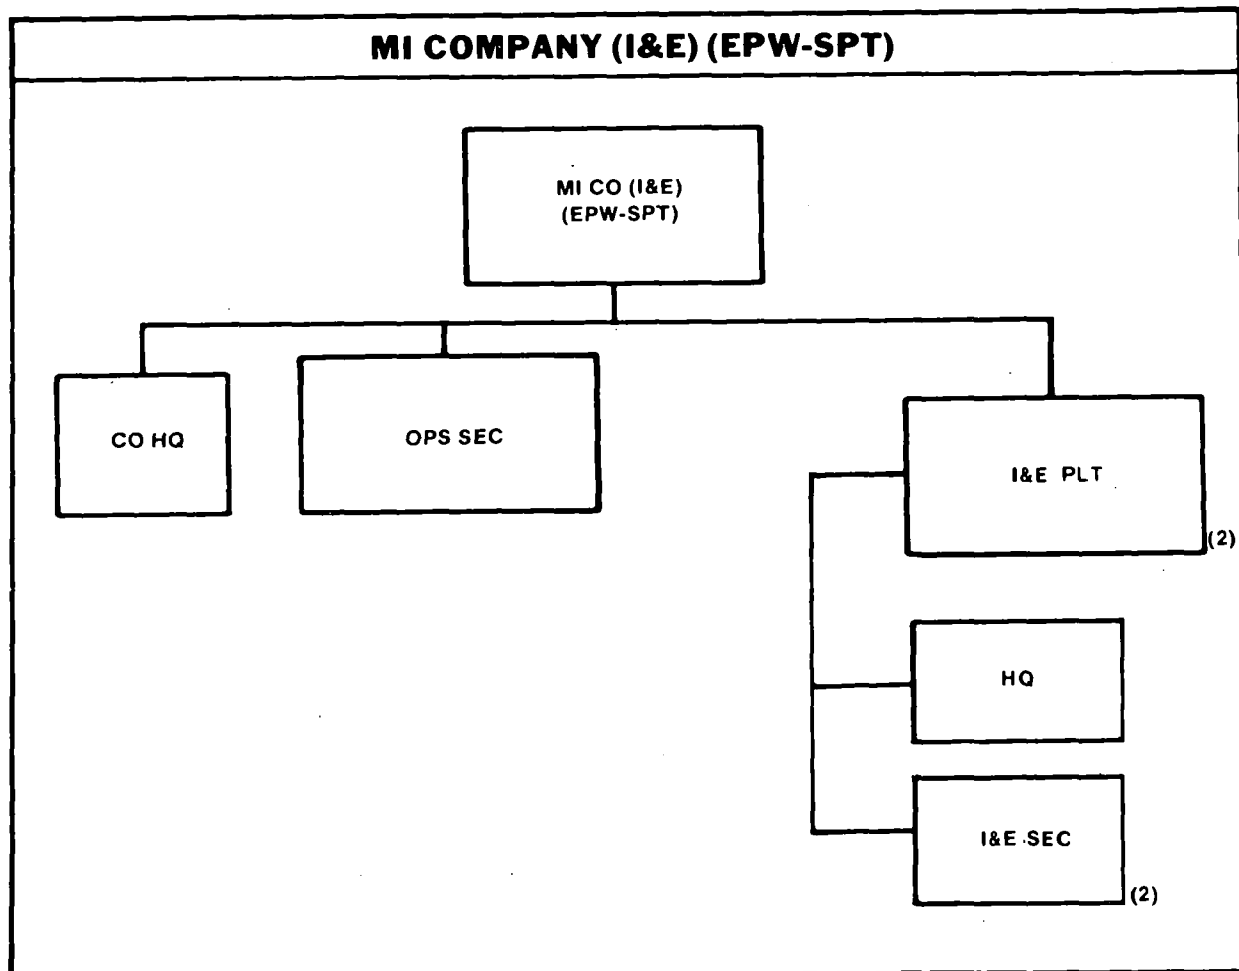 MI COMPANY (I&E) (EPW-SPT)
MI CO (I&E)
(EPW-SPT)
CO HQ
OPS SEC
I&E PLT
(2)
HQ
I&E SEC
(2)